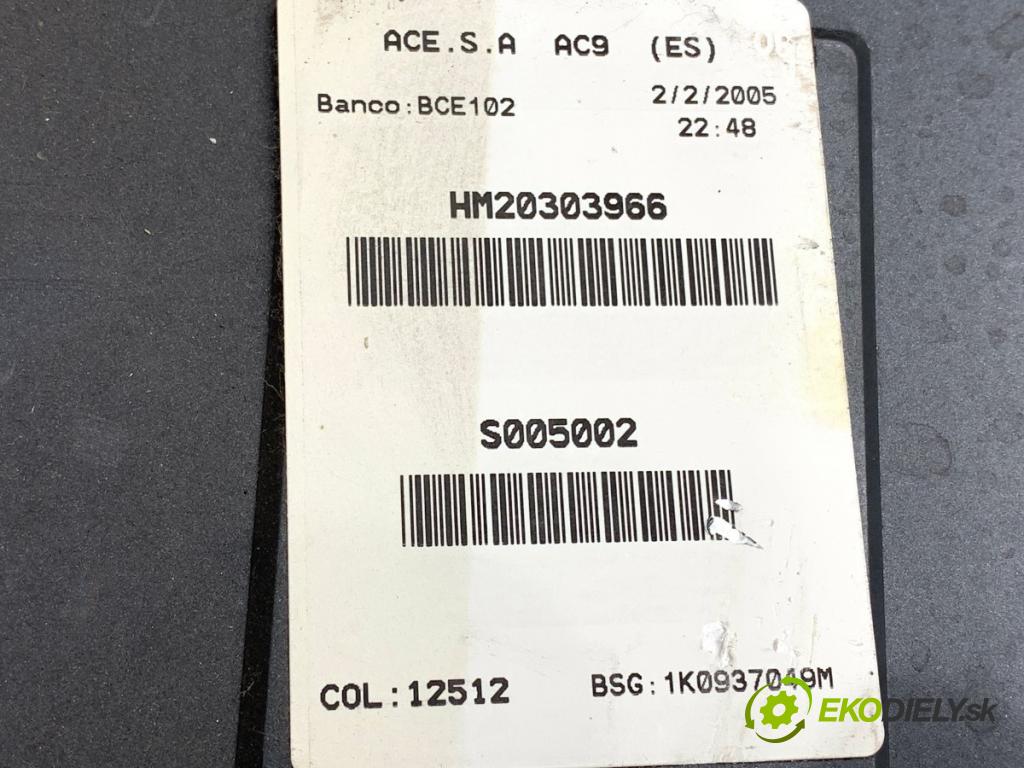 ACE.S.A AC9 (ES)
Banco:BCE102
2/2/2005
22:48
HM20303966
S005002
COL:12512
BSG:1K0937049M
EKODIELY.sk